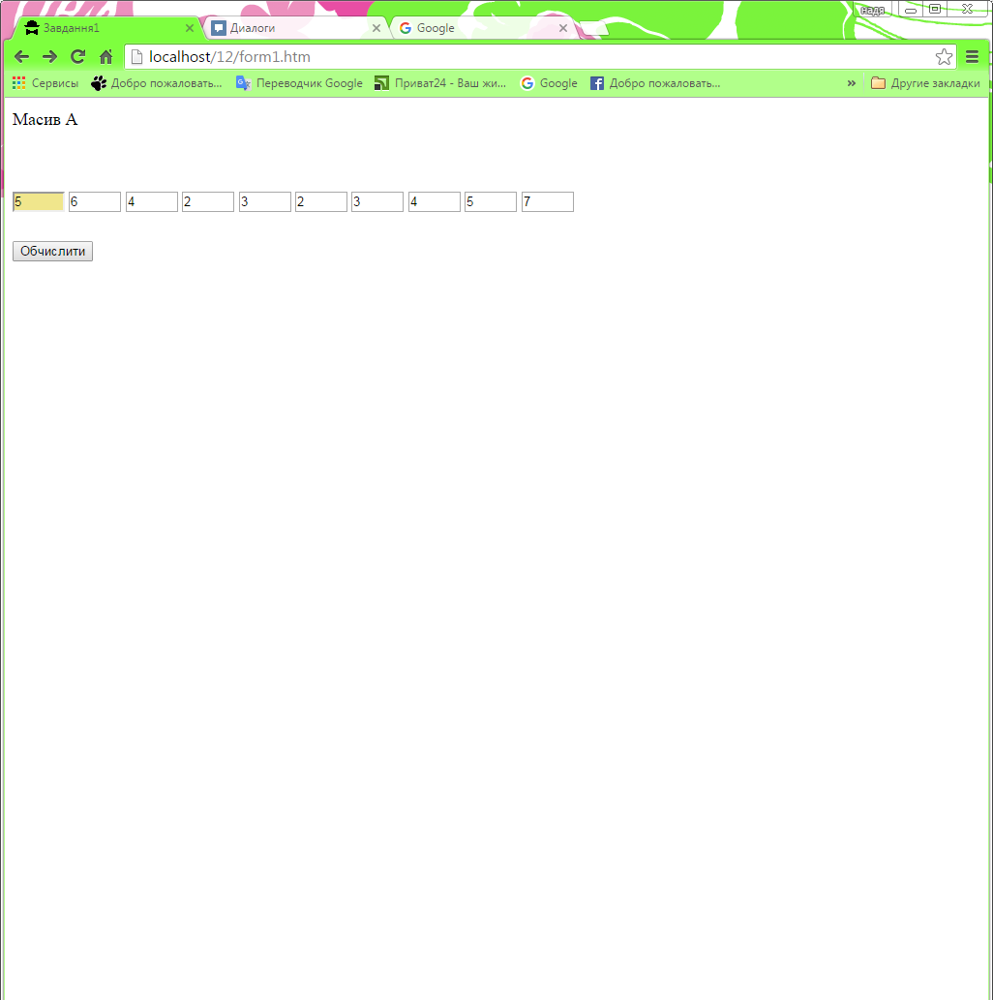 надя
Завдання1 Диалоги Google
localhost/12/form1.htm
Сервисы Добро пожаловать... Переводчик Google Приват24 - Ваш жи... Google Добро пожаловать... » Другие закладки
Масив А
5 6 4 2 3 2 3 4 5 7
Обчислити